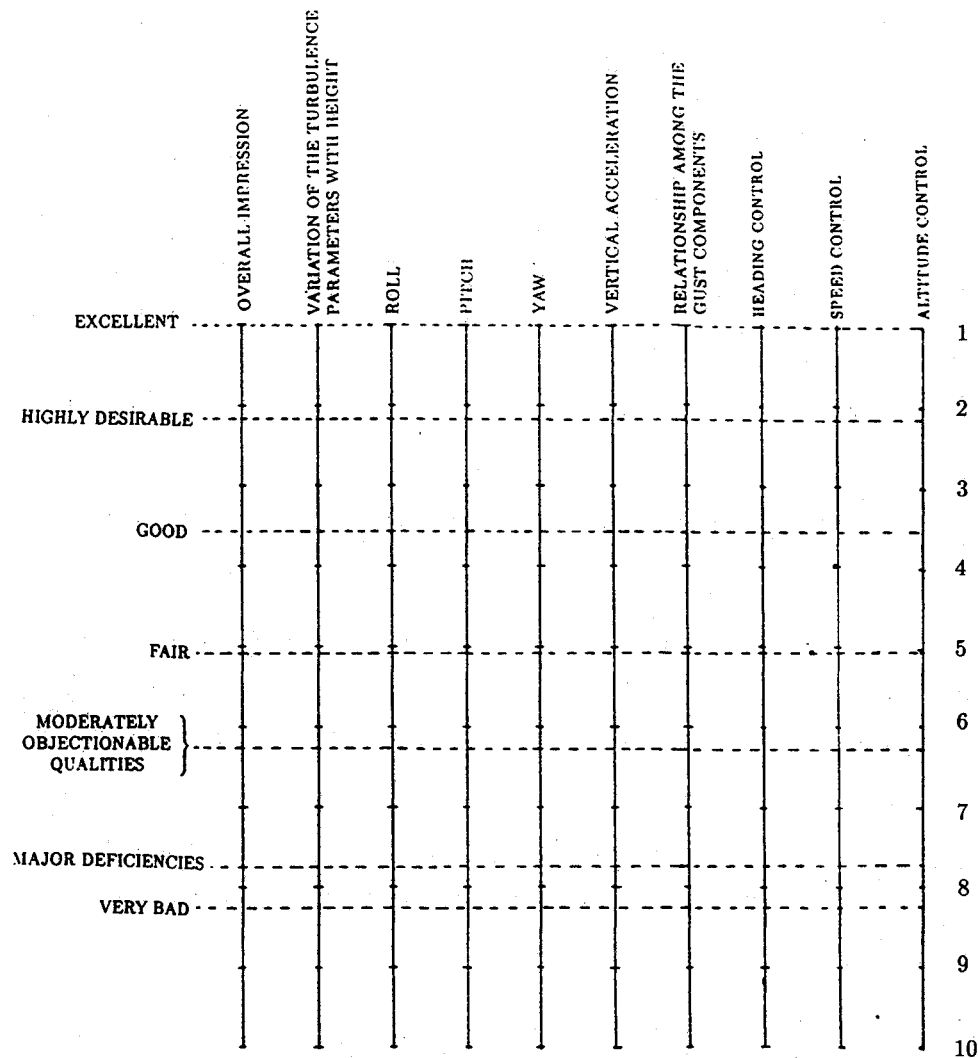 OVERALL IMPRESSION
VARIATION OF THE TURBULENCE
PARAMETERS WITH HEIGHT
ROLL
PITCH
YAW
VERTICAL ACCELERATION
RELATIONSHIP AMONG THE
GUST COMPONENTS
HEADING CONTROL
SPEED CONTROL
ALTITUDE CONTROL
EXCELLENT
1
2
HIGHLY DESIRABLE
3
GOOD
4
FAIR
5
6
MODERATELY
OBJECTIONABLE
QUALITIES
7
MAJOR DEFICIENCIES
8
VERY BAD
9
10